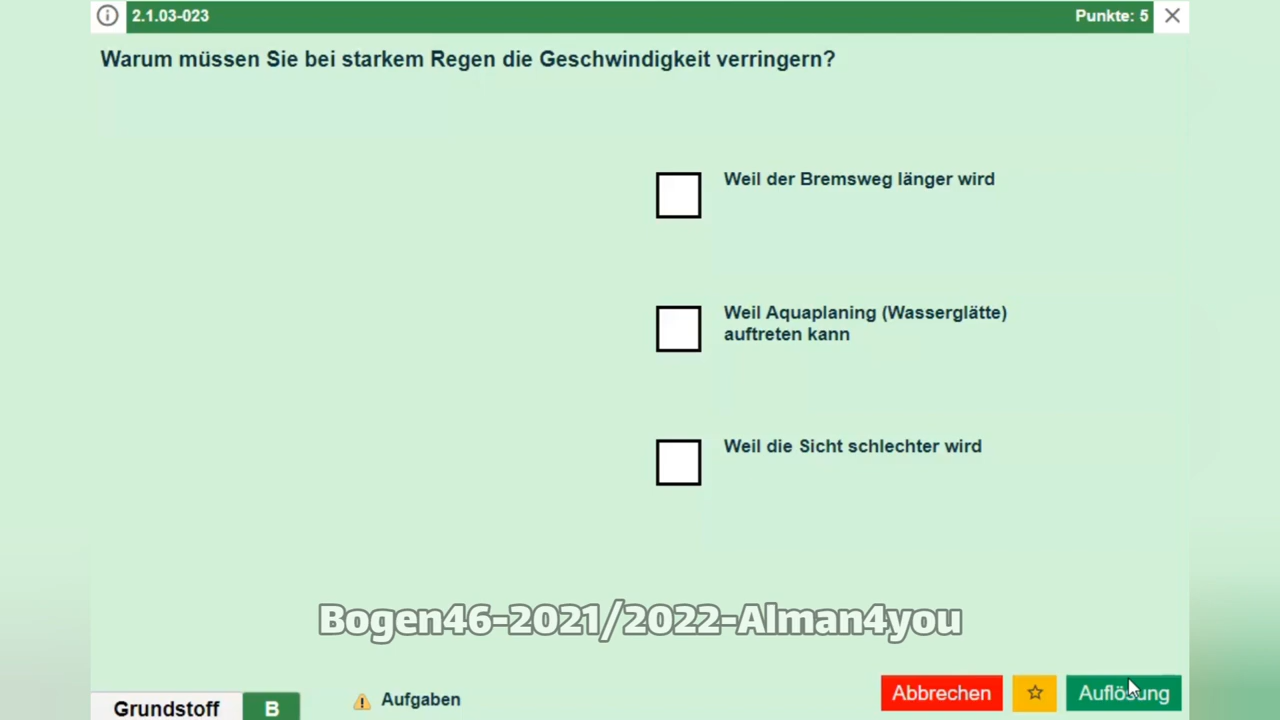 2.1.03-023
Punkte: 5
Warum müssen Sie bei starkem Regen die Geschwindigkeit verringern?
Weil der Bremsweg länger wird
Weil Aquaplaning (Wasserglätte)
auftreten kann
Weil die Sicht schlechter wird
Bogen46-2021/2022-Alman4you
Grundstoff
B
Aufgaben
Abbrechen
Auflösung